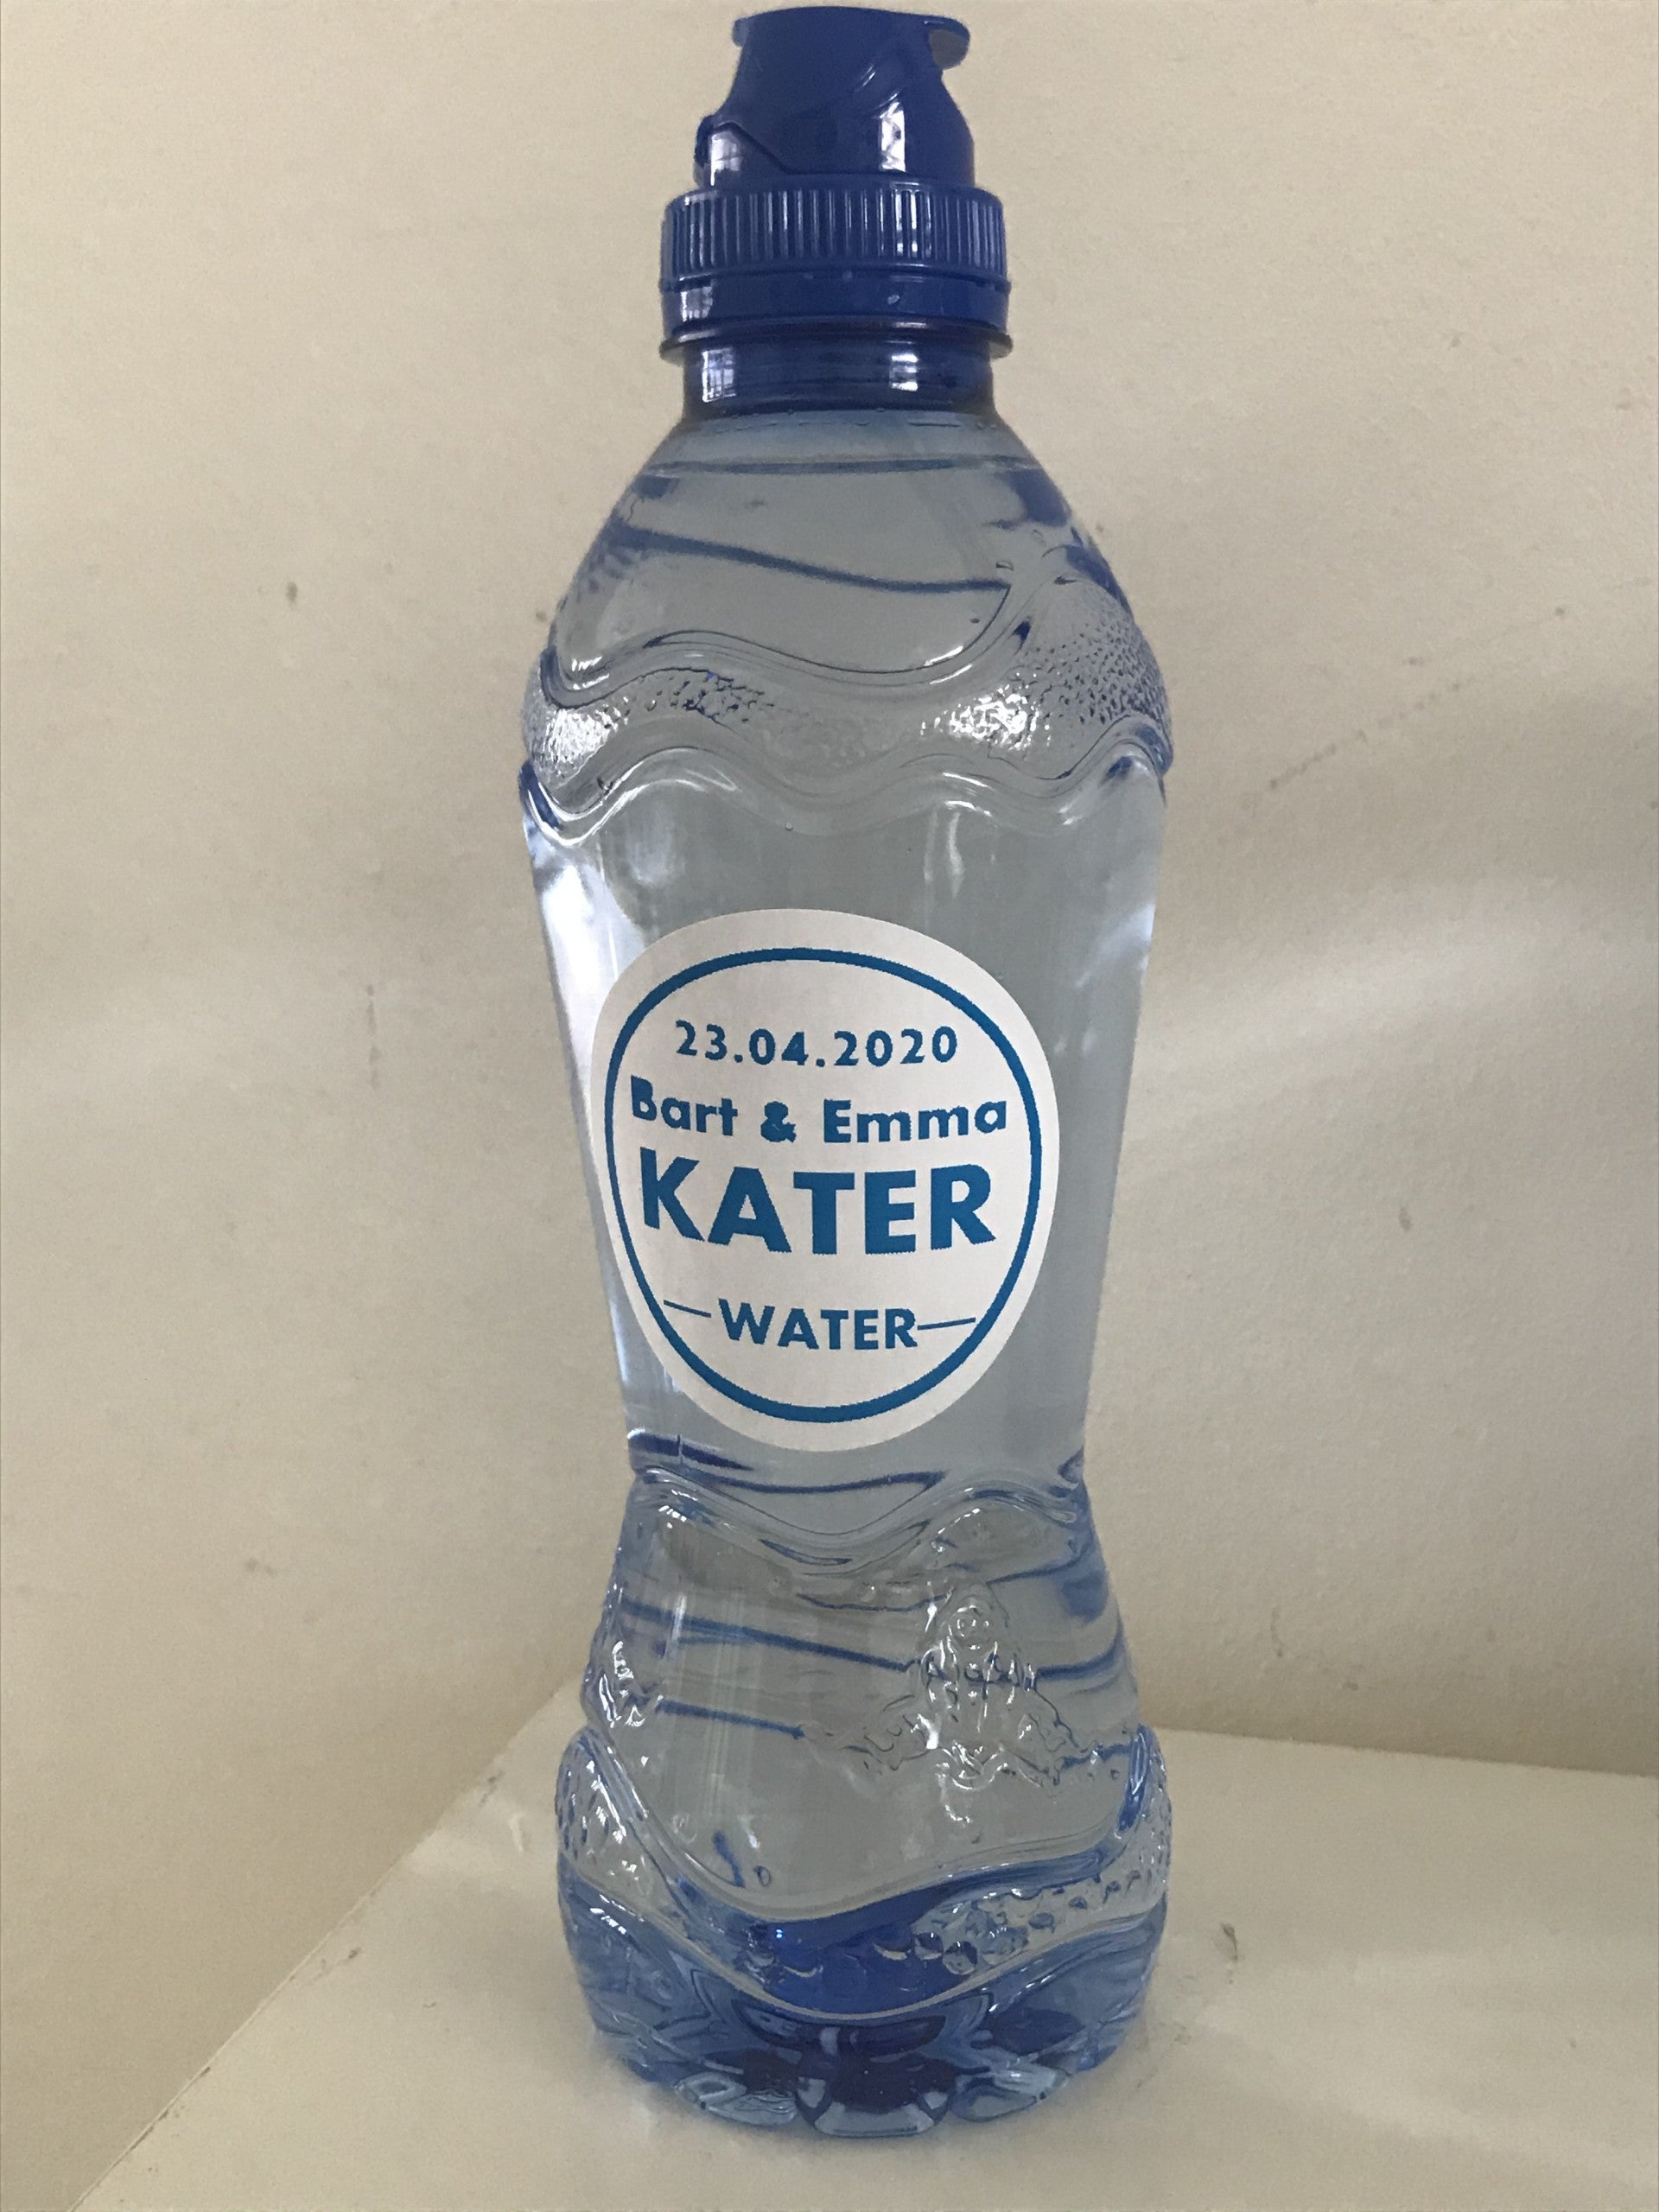 23.04.2020
Bart & Emma
KATER
—WATER—